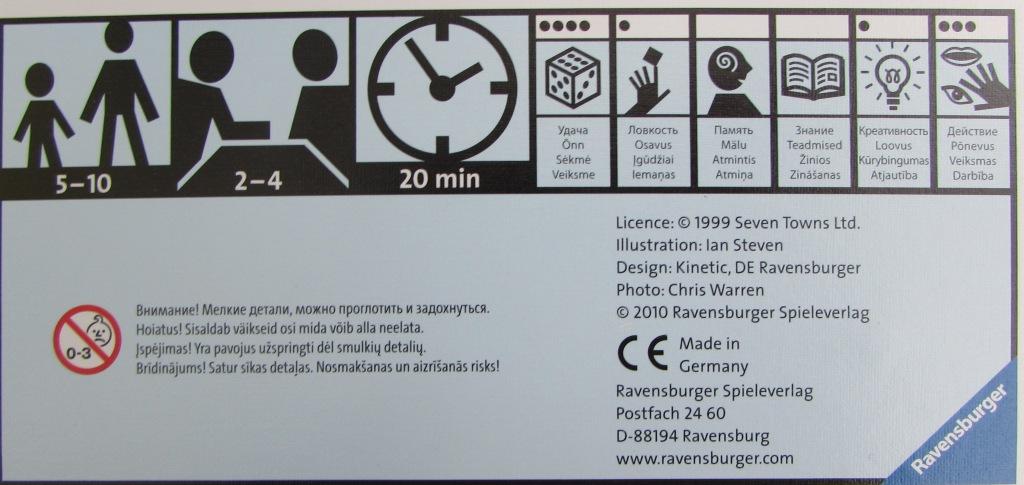 5–10
2–4
20 min
Удача
Õnn
Sėkmė
Veiksme
Ловкость
Osavus
Įgūdžiai
Iemaņas
Память
Mälu
Atmintis
Atmiņa
Знание
Teadmised
Žinios
Zināšanas
Креативность
Loovus
Kūrybingumas
Atjautība
Действие
Põnevus
Veiksmas
Darbība
Licence: © 1999 Seven Towns Ltd.
Illustration: Ian Steven
Design: Kinetic, DE Ravensburger
Photo: Chris Warren
© 2010 Ravensburger Spieleverlag
CE Made in
Germany
Ravensburger Spieleverlag
Postfach 24 60
D-88194 Ravensburg
www.ravensburger.com
0-3
Внимание! Мелкие детали, можно проглотить и задохнуться.
Hoiatus! Sisaldab väikseid osi mida võib alla neelata.
Įspėjimas! Yra pavojus užspringti dėl smulkių detalių.
Brīdinājums! Satur sīkas detaļas. Nosmakšanas un aizrīšanās risks!
Ravensburger